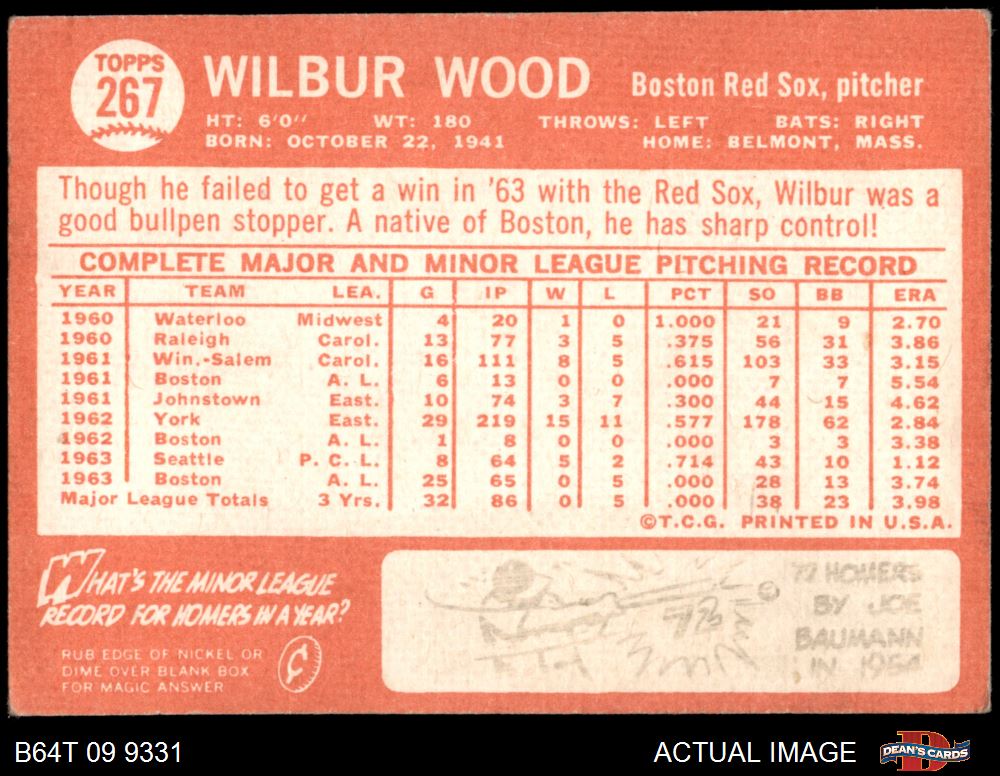 TOPPS
267
WILBUR WOOD Boston Red Sox, pitcher
HT: 6'0" WT: 180 THROWS: LEFT BATS: RIGHT
BORN: OCTOBER 22, 1941 HOME: BELMONT, MASS.
Though he failed to get a win in '63 with the Red Sox, Wilbur was a
good bullpen stopper. A native of Boston, he has sharp control!
COMPLETE MAJOR AND MINOR LEAGUE PITCHING RECORD
YEAR TEAM LEA. G IP W L PCT SO BB ERA
1960 Waterloo Midwest 4 20 1 0 1.000 21 9 2.70
1960 Raleigh Carol. 13 77 3 5 .375 56 31 3.86
1961 Win.-Salem Carol. 16 111 8 5 .615 103 33 3.15
1961 Boston A. L. 6 13 0 0 .000 7 7 5.54
1961 Johnstown East. 10 74 3 7 .300 44 15 4.62
1962 York East. 29 219 15 11 .577 178 62 2.84
1962 Boston A. L. 1 8 0 0 .000 3 3 3.38
1963 Seattle P. C. L. 8 64 5 2 .714 43 10 1.12
1963 Boston A. L. 25 65 0 5 .000 28 13 3.74
Major League Totals 3 Yrs. 32 86 0 5 .000 38 23 3.98
©T.C.G. PRINTED IN U.S.A.
WHAT'S THE MINOR LEAGUE
RECORD FOR HOMERS IN A YEAR?
RUB EDGE OF NICKEL OR
DIME OVER BLANK BOX
FOR MAGIC ANSWER
72 HOMERS
BY JOE
BAUMANN
IN 1954
72
B64T 09 9331 ACTUAL IMAGE DEAN'S CARDS